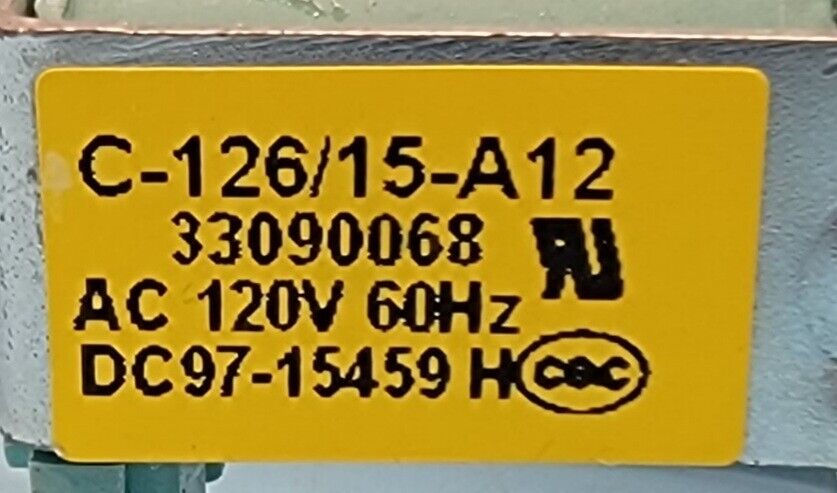 C-126/15-A12
33090068
AC 120V 60Hz
DC97-15459 H